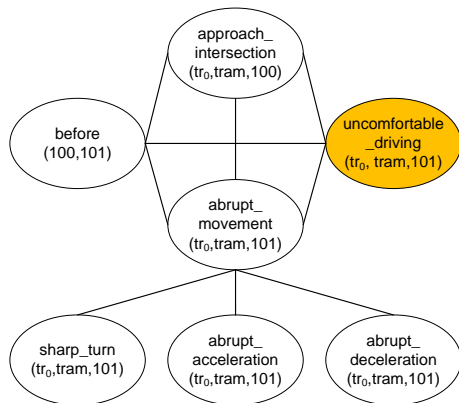 approach_
intersection
(tr₀,tram,100)
before
(100,101)
uncomfortable
_driving
(tr₀, tram,101)
abrupt_
movement
(tr₀,tram,101)
sharp_turn
(tr₀,tram,101)
abrupt_
acceleration
(tr₀,tram,101)
abrupt_
deceleration
(tr₀,tram,101)